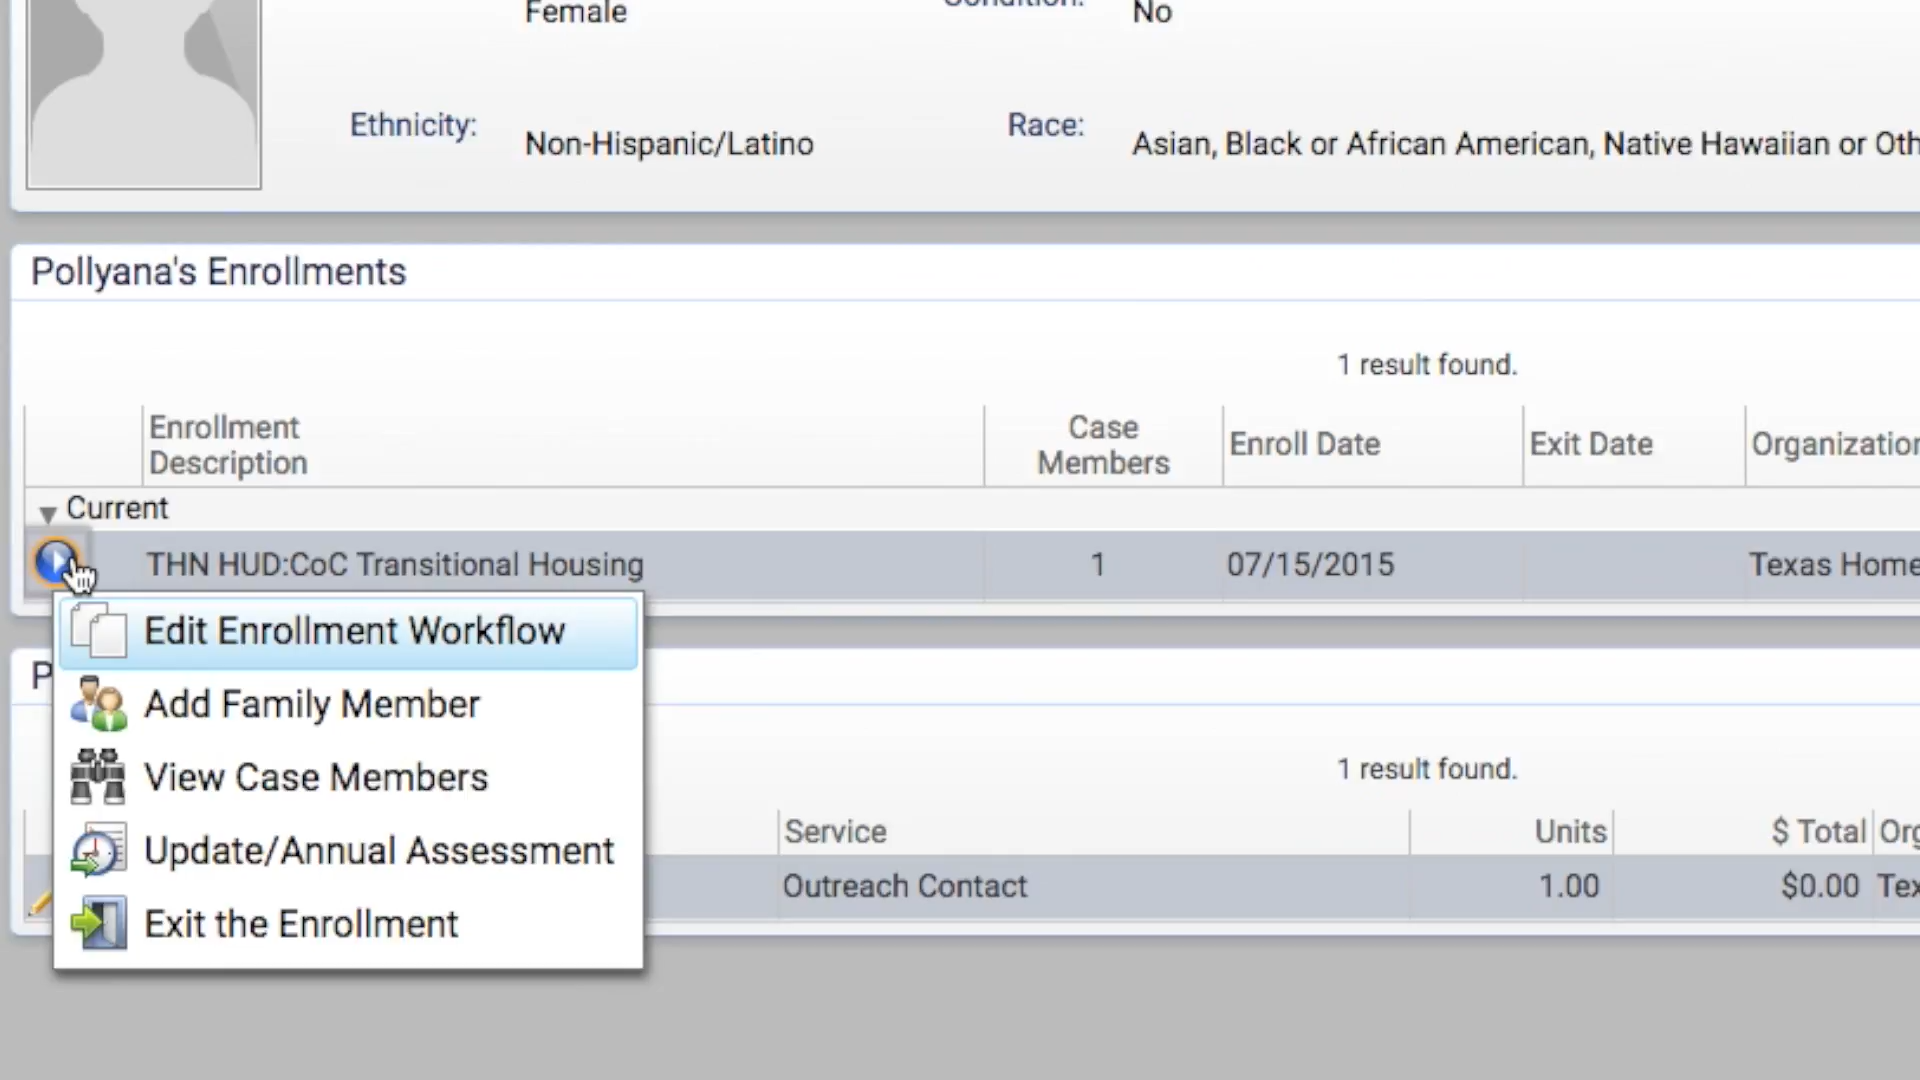 Female
No
Ethnicity:
Non-Hispanic/Latino
Race:
Asian, Black or African American, Native Hawaiian or Oth
Pollyana's Enrollments
1 result found.
Enrollment
Description
Case
Members
Enroll Date
Exit Date
Organization
Current
THN HUD:CoC Transitional Housing
1
07/15/2015
Texas Home
Edit Enrollment Workflow
P
Add Family Member
View Case Members
1 result found.
Update/Annual Assessment
Service
Units
$ Total
Org
Outreach Contact
1.00
$0.00
Tex
Exit the Enrollment